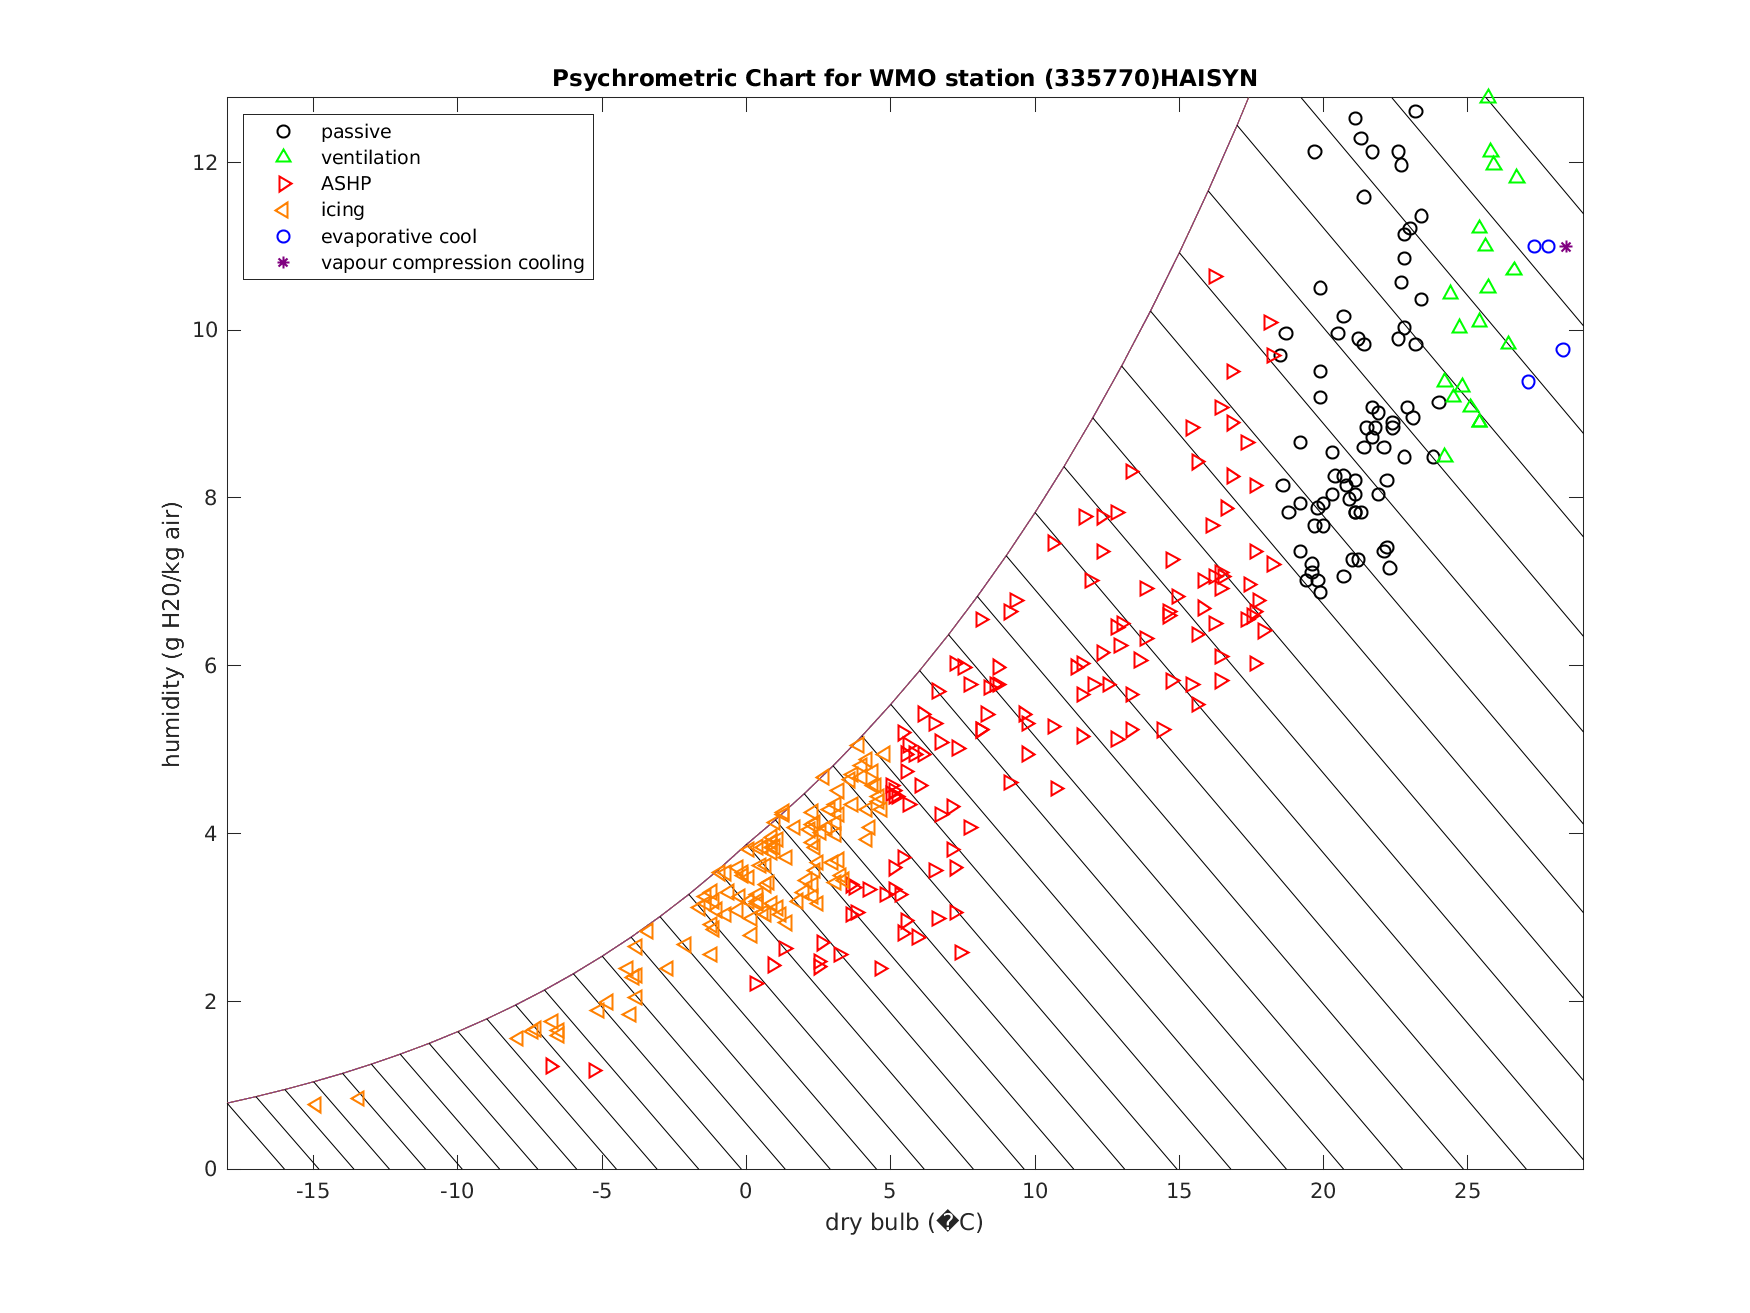 Psychrometric Chart for WMO station (335770)HAISYN
passive
ventilation
ASHP
icing
evaporative cool
vapour compression cooling
humidity (g H20/kg air)
12
10
8
6
4
2
0
-15 -10 -5 0 5 10 15 20 25
dry bulb (�C)